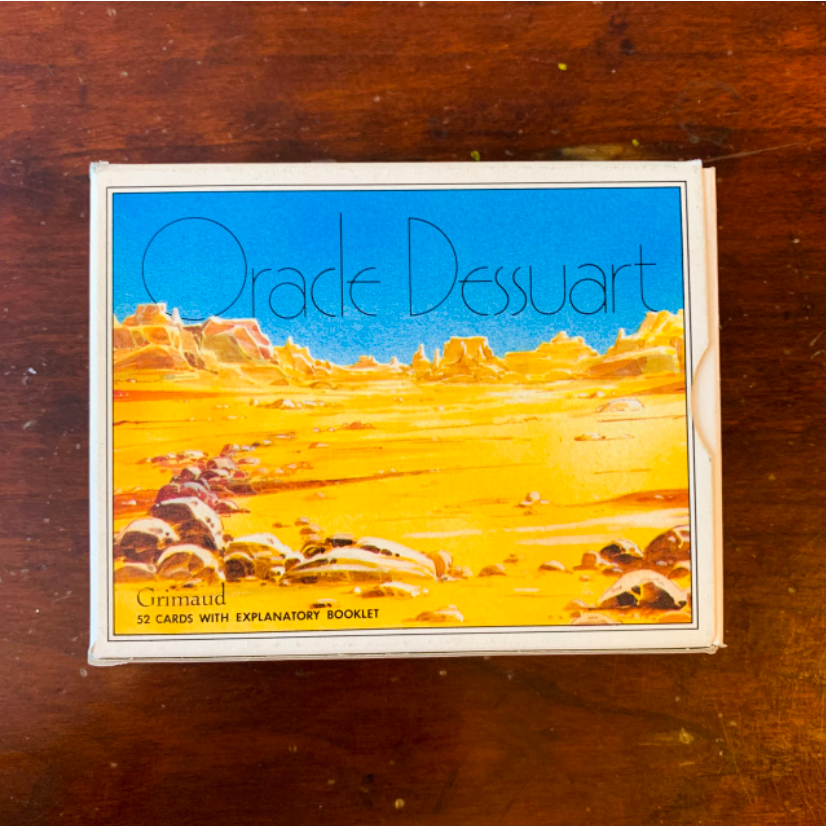 Oracle Dessuart
Grimaud
52 CARDS WITH EXPLANATORY BOOKLET